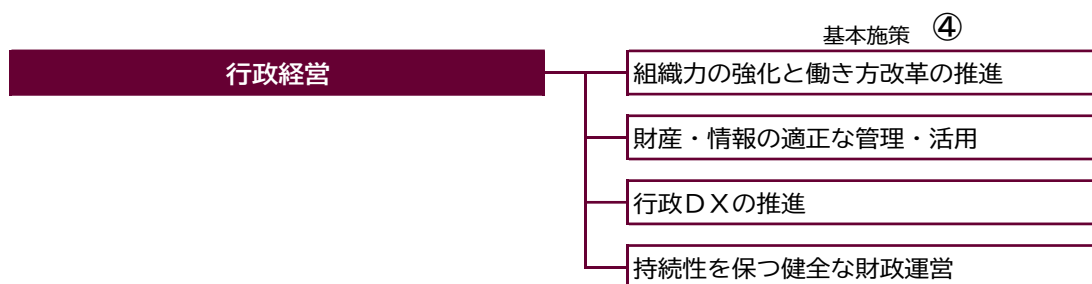 基本施策 ④
行政経営
組織力の強化と働き方改革の推進
財産・情報の適正な管理・活用
行政ＤＸの推進
持続性を保つ健全な財政運営